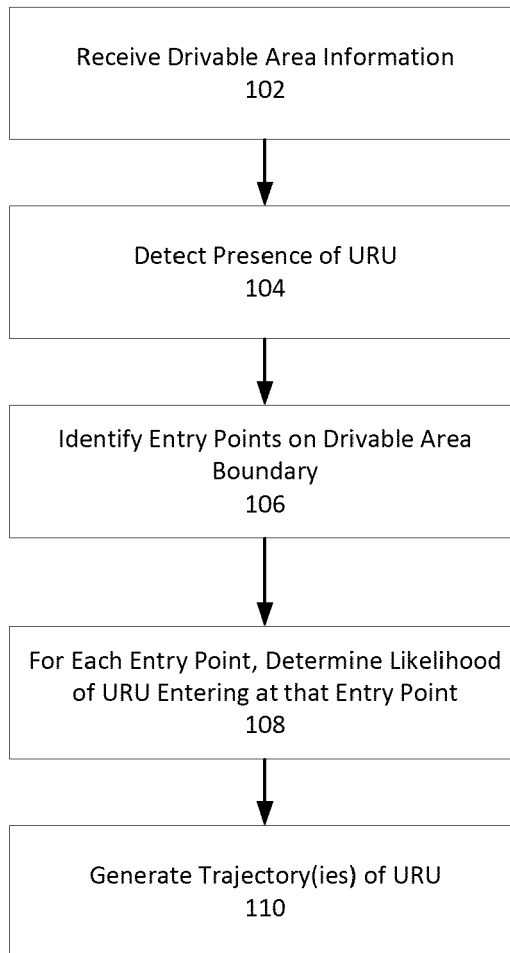 Receive Drivable Area Information
102
Detect Presence of URU
104
Identify Entry Points on Drivable Area
Boundary
106
For Each Entry Point, Determine Likelihood
of URU Entering at that Entry Point
108
Generate Trajectory(ies) of URU
110